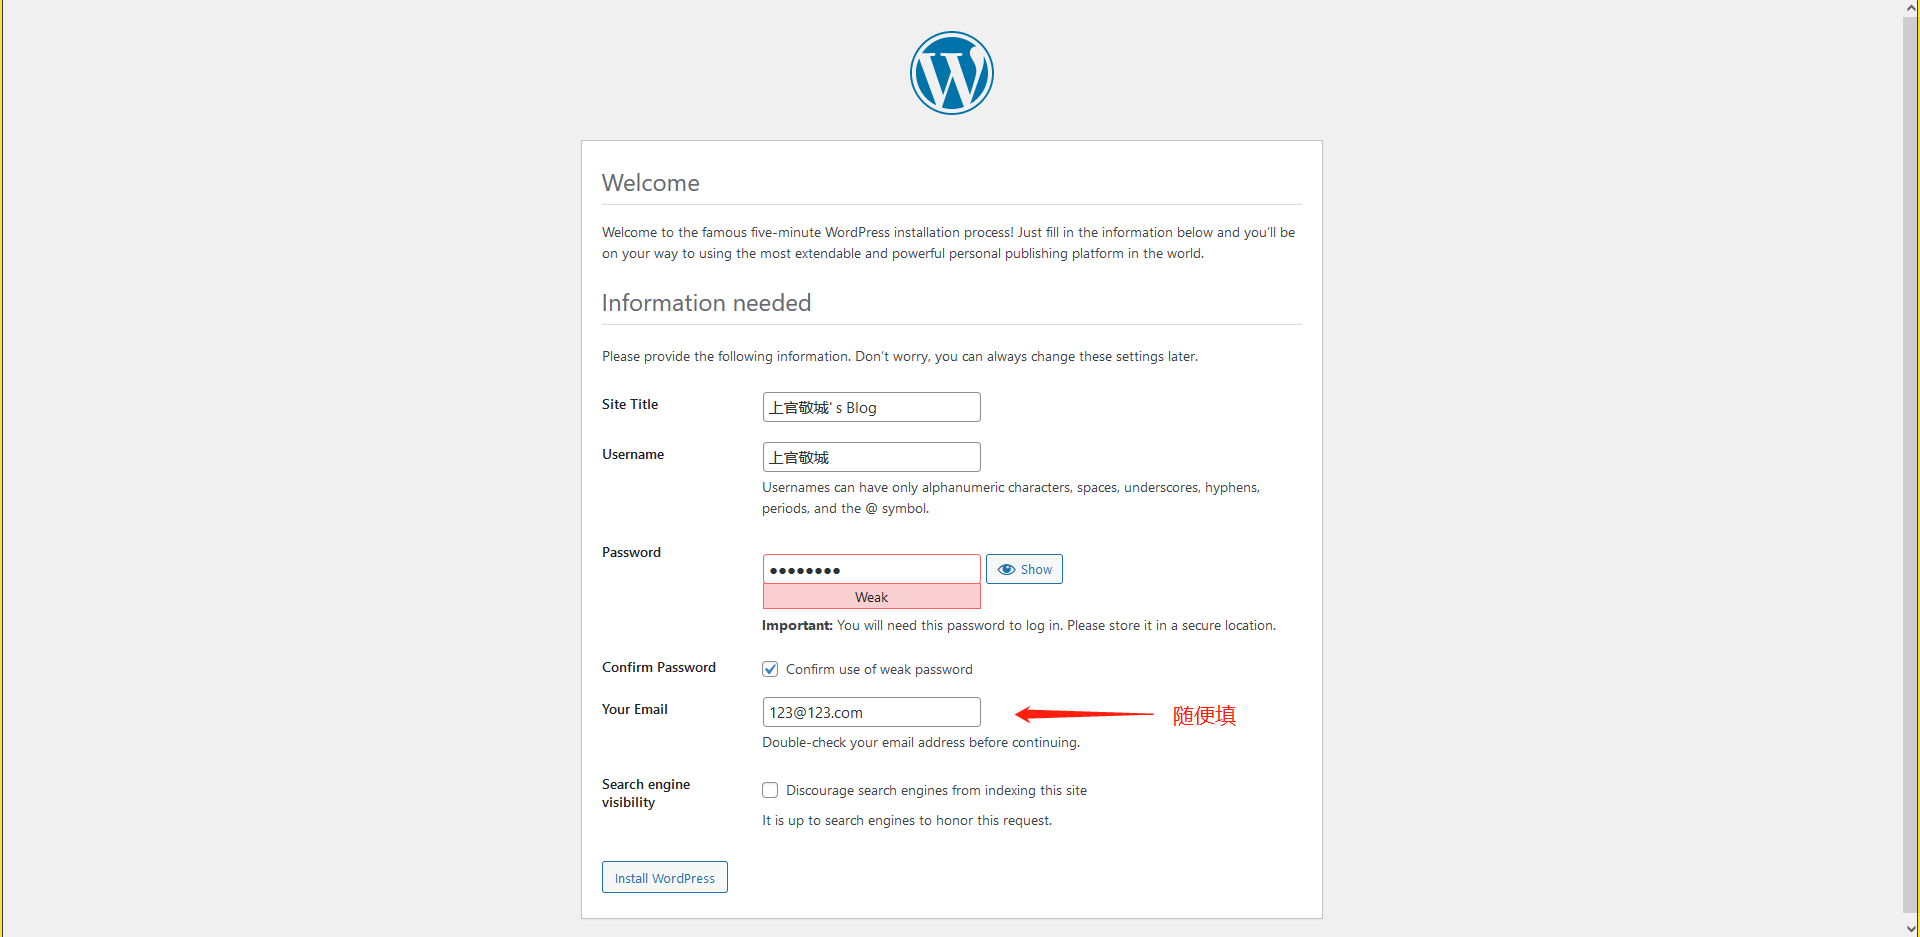 Welcome
Welcome to the famous five-minute WordPress installation process! Just fill in the information below and you’ll be
on your way to using the most extendable and powerful personal publishing platform in the world.
Information needed
Please provide the following information. Don’t worry, you can always change these settings later.
Site Title
上官敬城' s Blog
Username
上官敬城
Usernames can have only alphanumeric characters, spaces, underscores, hyphens,
periods, and the @ symbol.
Password
●●●●●●●●
Show
Weak
Important: You will need this password to log in. Please store it in a secure location.
Confirm Password
Confirm use of weak password
Your Email
123@123.com
随便填
Double-check your email address before continuing.
Search engine
visibility
Discourage search engines from indexing this site
It is up to search engines to honor this request.
Install WordPress